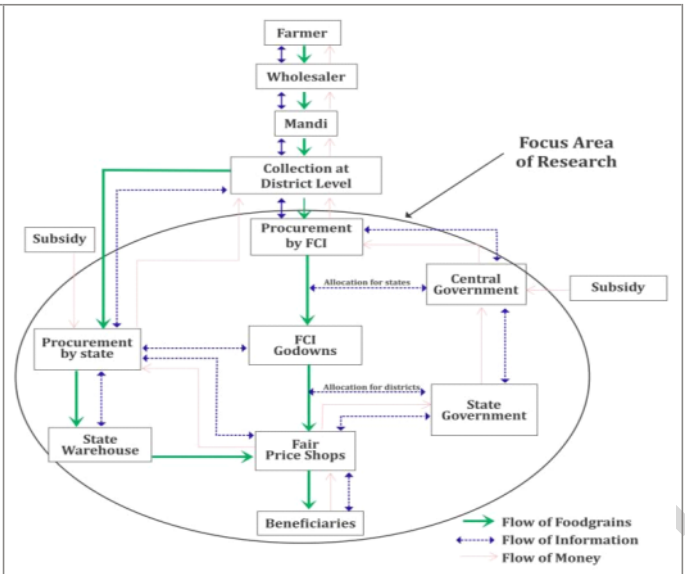 Farmer
Wholesaler
Mandi
Focus Area
of Research
Collection at
District Level
Procurement
by FCI
Subsidy
Central
Government
Allocation for states
Subsidy
Procurement
by state
FCI
Godowns
Allocation for districts
State
Government
State
Warehouse
Fair
Price Shops
Beneficiaries
Flow of Foodgrains
Flow of Information
Flow of Money